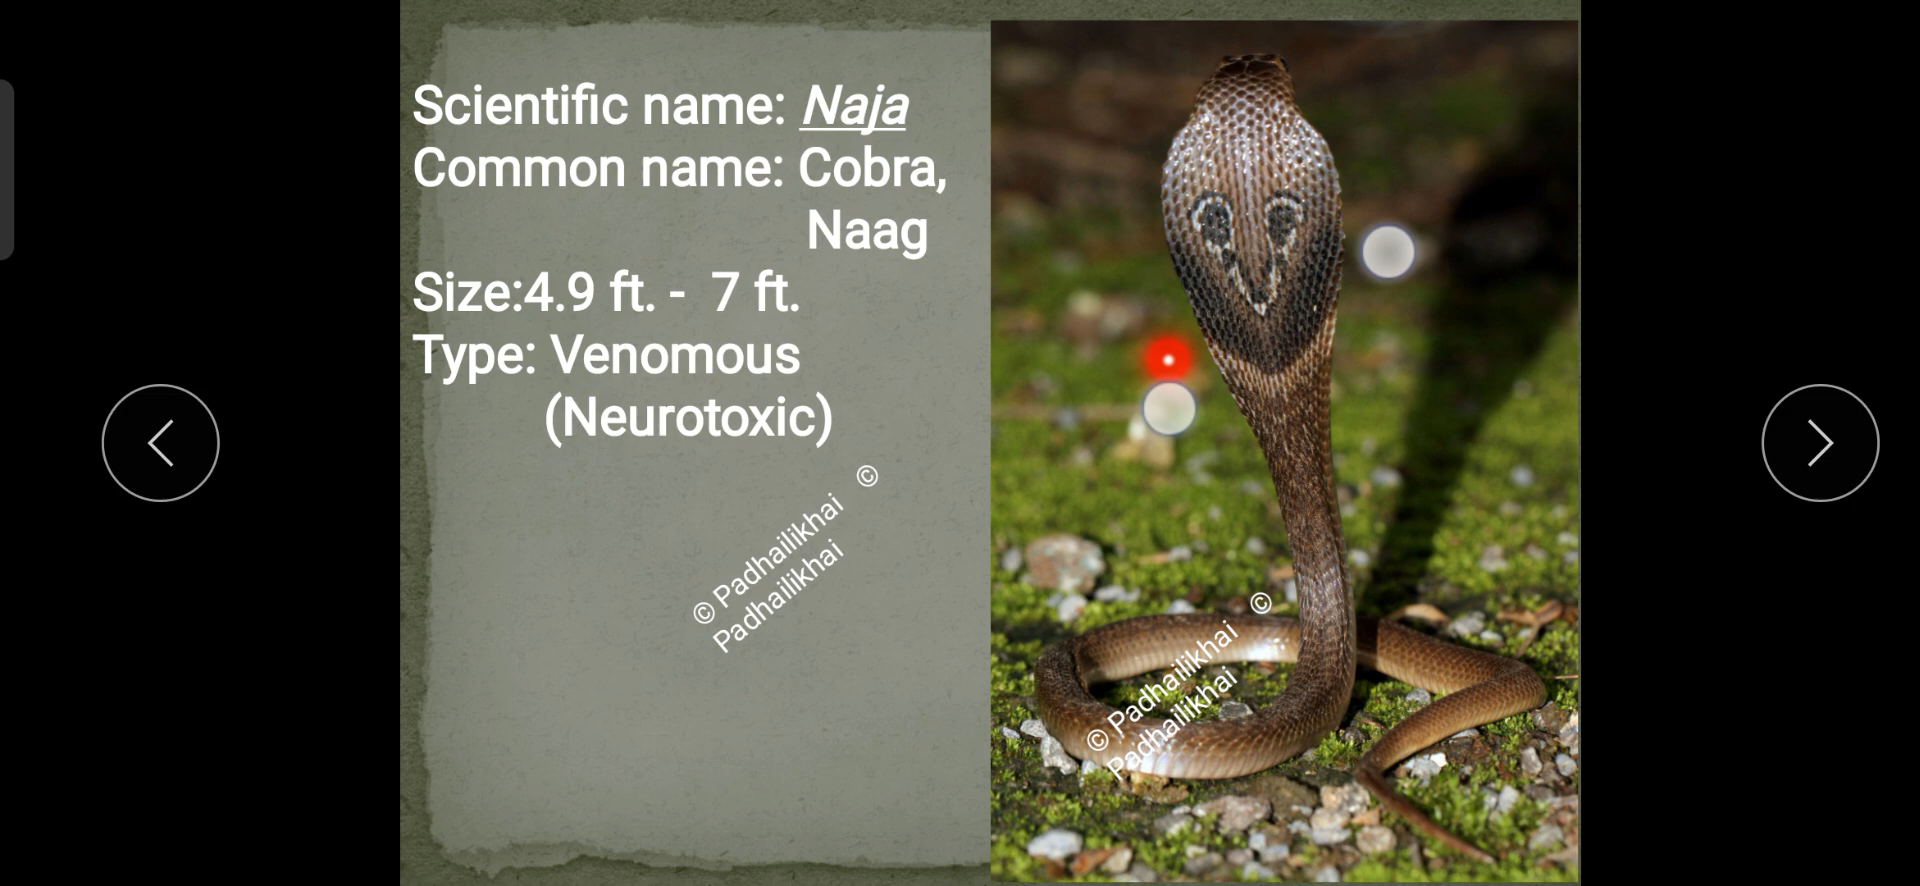 Scientific name: Naja
Common name: Cobra,
Naag
Size:4.9 ft. - 7 ft.
Type: Venomous
(Neurotoxic)
©
© Padhailikhai
Padhailikhai
©
© Padhailikhai
Padhailikhai